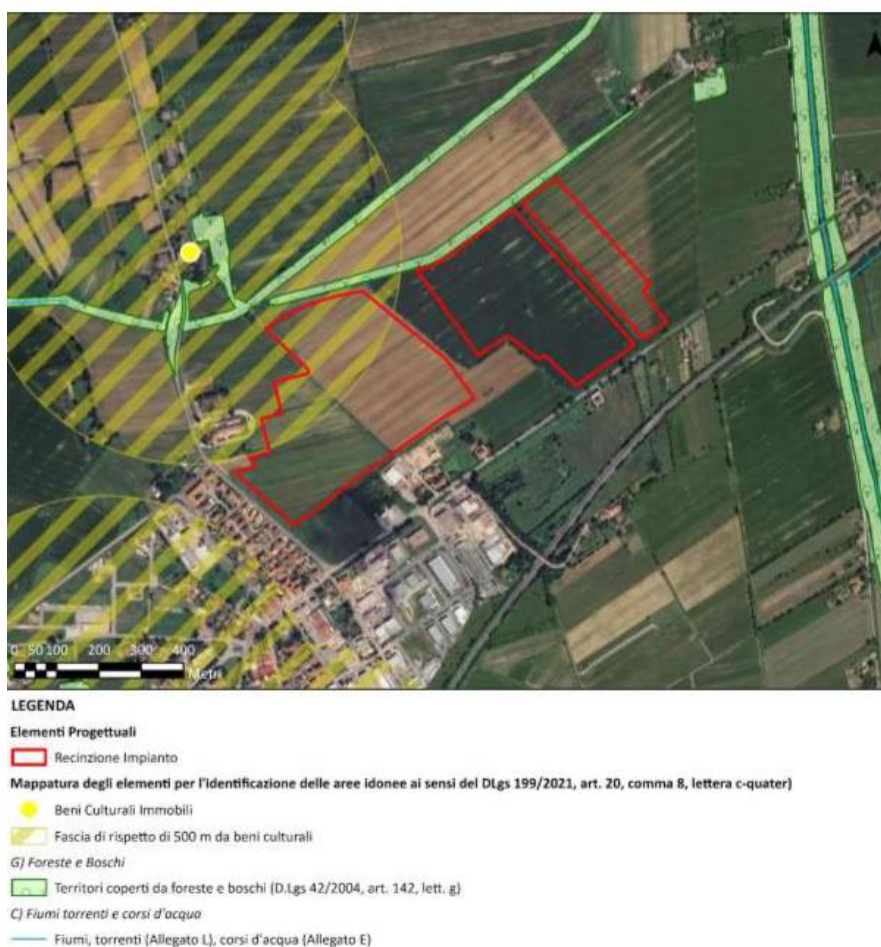 0 50 100 200 300 400
Metri
LEGENDA
Elementi Progettuali
Recinzione Impianto
Mappatura degli elementi per l'identificazione delle aree idonee ai sensi del DLgs 199/2021, art. 20, comma 8, lettera c-quater)
Beni Culturali Immobili
Fascia di rispetto di 500 m da beni culturali
G) Foreste e Boschi
Territori coperti da foreste e boschi (D.Lgs 42/2004, art. 142, lett. g)
C) Fiumi torrenti e corsi d'acqua
Fiumi, torrenti (Allegato L), corsi d'acqua (Allegato E)